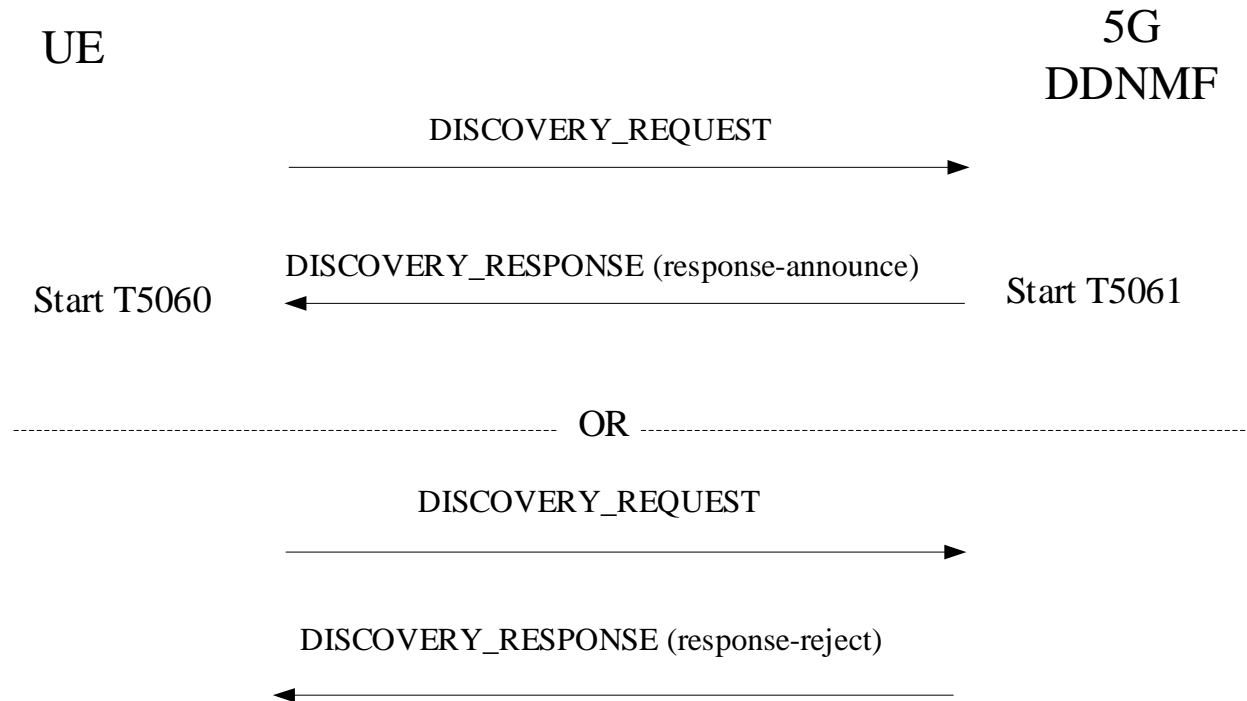 UE
5G
DDNMF
DISCOVERY_REQUEST
DISCOVERY_RESPONSE (response-announce)
Start T5060
Start T5061
OR
DISCOVERY_REQUEST
DISCOVERY_RESPONSE (response-reject)